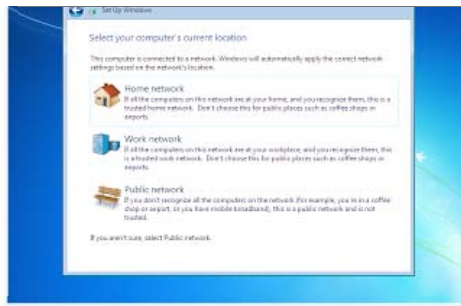 Set Up Windows
Select your computer's current location
This computer is connected to a network. Windows will automatically apply the correct network
settings based on the network's location.
Home network
If all the computers on this network are at your home, and you recognize them, this is a
trusted home network. Don't choose this for public places such as coffee shops or
airports.
Work network
If all the computers on this network are at your workplace, and you recognize them, this
is a trusted work network. Don't choose this for public places such as coffee shops or
airports.
Public network
If you don't recognize all the computers on the network (for example, you're in a coffee
shop or airport, or you have mobile broadband), this is a public network and is not
trusted.
If you aren't sure, select Public network.